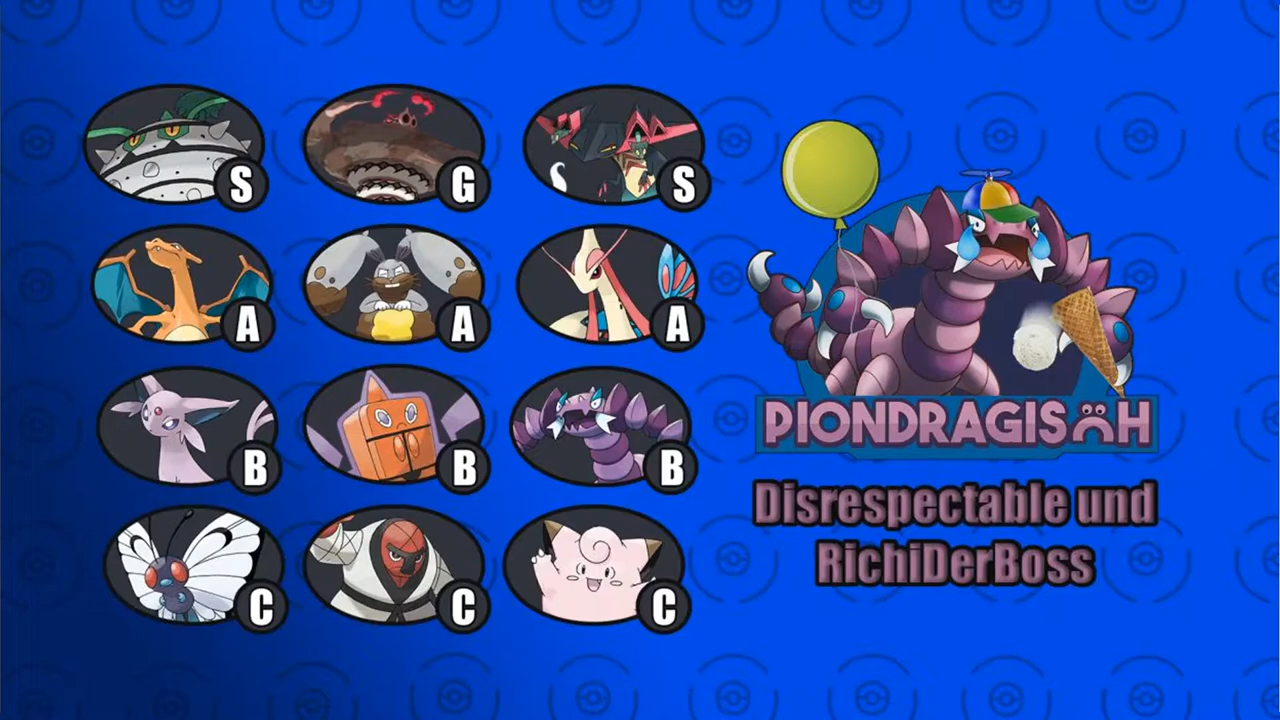 S
G
S
A
A
A
B
B
B
C
C
C
PIONDRAGISÖH
Disrespectable und
RichiDerBoss